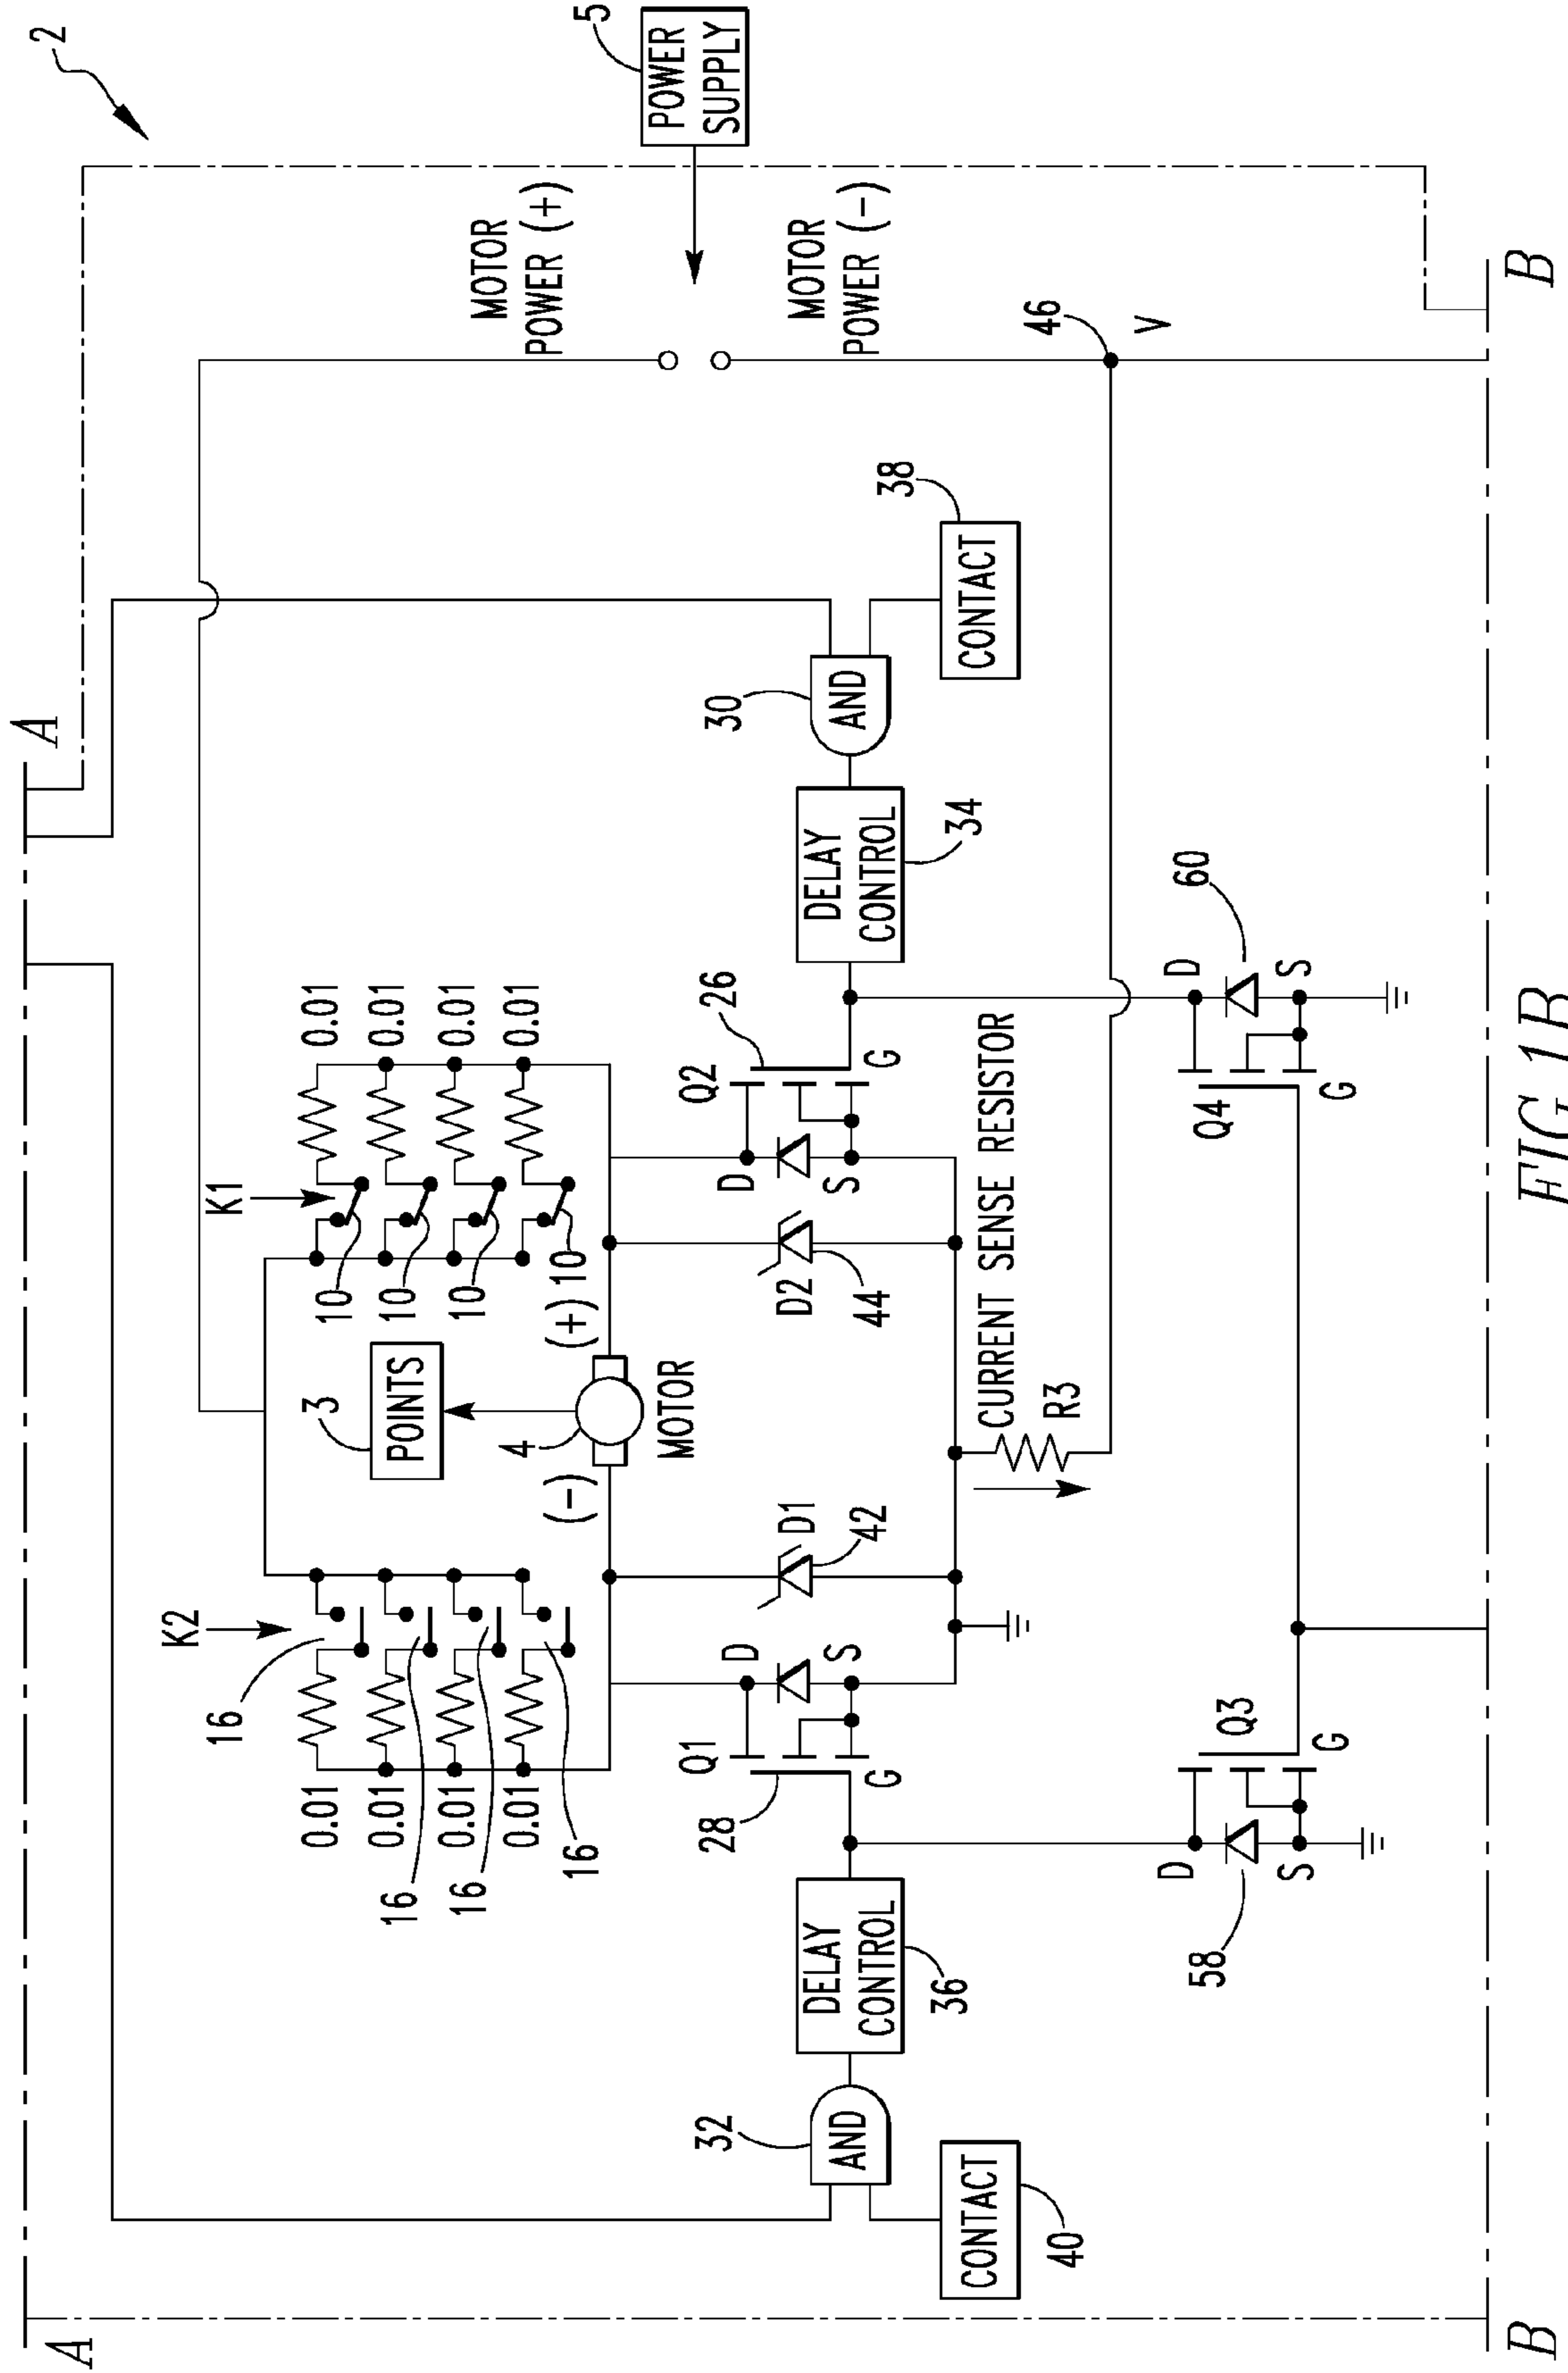 A
A
2
5
POWER
SUPPLY
MOTOR
POWER (+)
MOTOR
POWER (-)
K2
K1
16
16
16
16
0.01
0.01
0.01
0.01
0.01
0.01
0.01
0.01
10
10
10
10
3
POINTS
4
(-)
(+)
MOTOR
32
AND
36
DELAY
CONTROL
28
Q1
D
S
G
D1
42
D2
44
Q2
26
D
S
G
DELAY
CONTROL
34
30
AND
CONTACT
38
CONTACT
40
CURRENT SENSE RESISTOR
R3
46
V
58
D
S
Q3
G
Q4
G
D
S
60
B
B
FIG. 1B